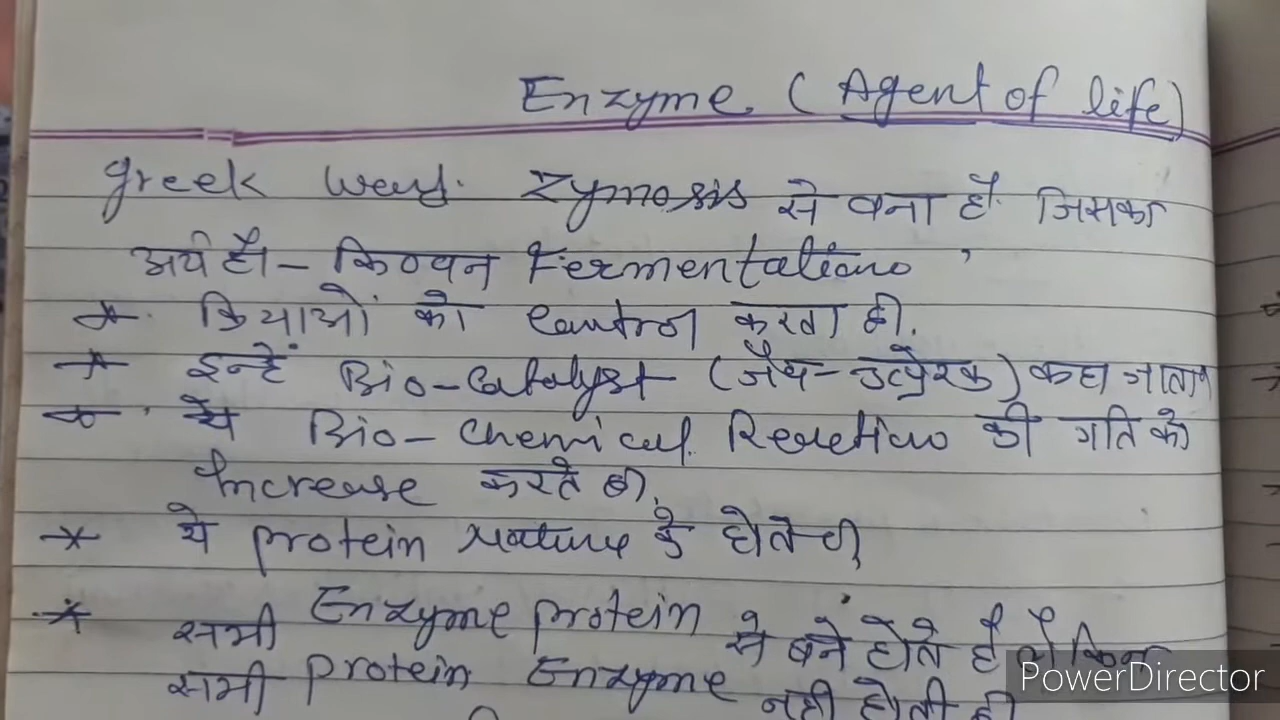 Enzyme (Agent of life)
Greek word. Zymosis से बना है जिसका
अर्थ है।- किण्वन Fermentation ,
* क्रियाओं को Control करता है।.
* इन्हें Bio-Catalyst (जैव-उत्प्रेरक) कहा जाता
* ये Bio-Chemical Reaction की गति को
Increase करते है।.
* ये protein nature के होते है।
* सभी Enzyme protein से बने होते है लेकिन
सभी protein Enzyme नही होती है।
PowerDirector